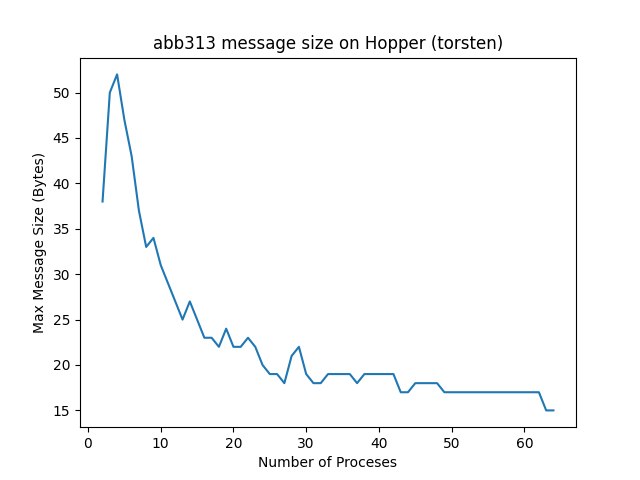 abb313 message size on Hopper (torsten)
Max Message Size (Bytes)
50
45
40
35
30
25
20
15
0 10 20 30 40 50 60
Number of Proceses